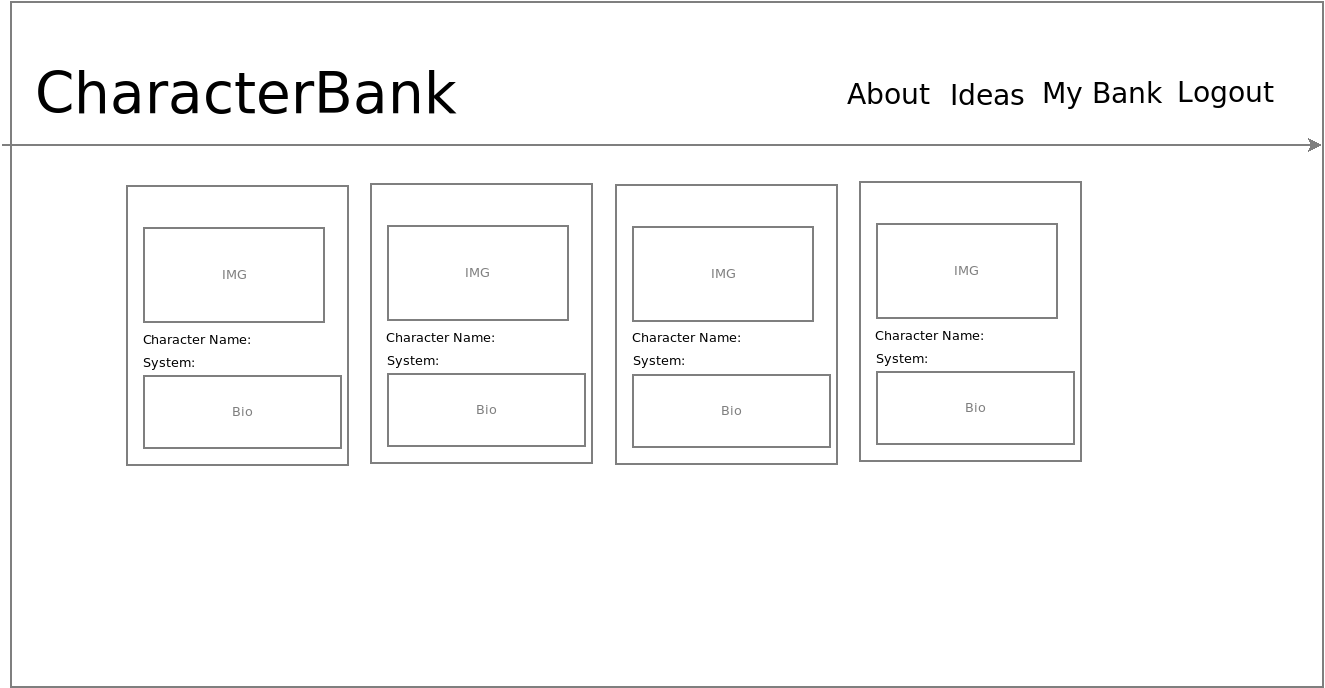 CharacterBank
About Ideas My Bank Logout
IMG
Character Name:
System:
Bio
IMG
Character Name:
System:
Bio
IMG
Character Name:
System:
Bio
IMG
Character Name:
System:
Bio